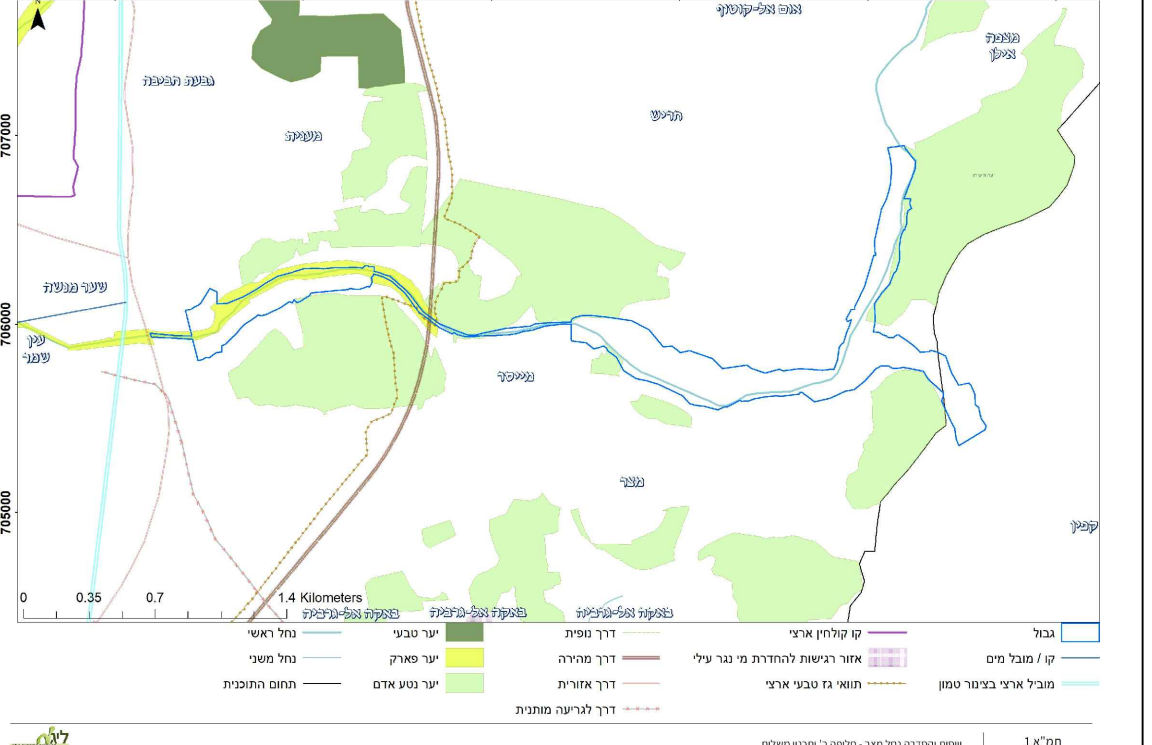 אום אל-קוטוף
מצפה
אילן
גבעת חביבה
חריש
מענית
707000
שער מנשה
706000
עין
שמר
מייסר
מצר
705000
קפין
0 0.35 0.7 1.4 Kilometers
באקה אל-גרביה באקה אל-גרביה באקה אל-גרביה
גבול
קו / מובל מים
מוביל ארצי בצינור טמון
קו קולחין ארצי
אזור רגישות להחדרת מי נגר עילי
תוואי גז טבעי ארצי
דרך נופית
דרך מהירה
דרך אזורית
דרך לגריעה מותנית
יער טבעי
יער פארק
יער נטע אדם
נחל ראשי
נחל משני
תחום התוכנית
תמ"א 1